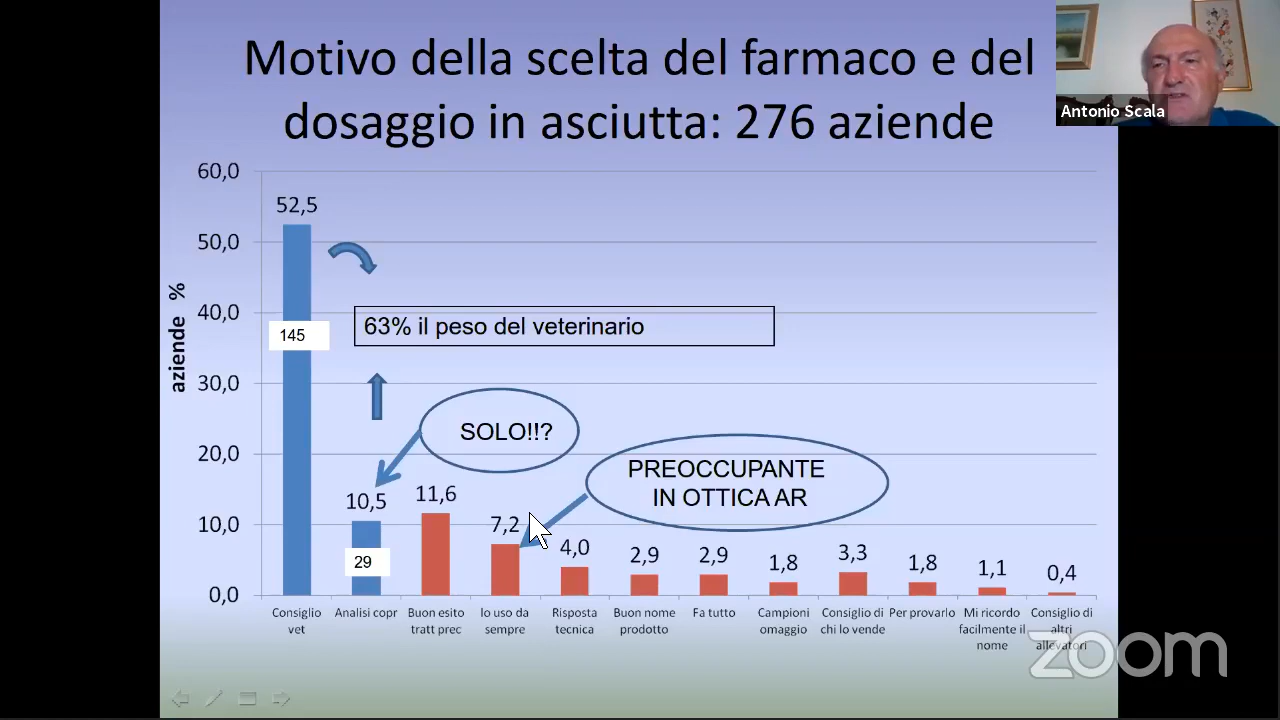 Motivo della scelta del farmaco e del
dosaggio in asciutta: 276 aziende
Antonio Scala
aziende %
60,0
50,0
40,0
30,0
20,0
10,0
0,0
52,5
145
63% il peso del veterinario
SOLO!!?
PREOCCUPANTE
IN OTTICA AR
10,5
29
11,6
7,2
4,0
2,9
2,9
1,8
3,3
1,8
1,1
0,4
Consiglio
vet
Analisi copr
Buon esito
tratt prec
lo uso da
sempre
Risposta
tecnica
Buon nome
prodotto
Fa tutto
Campioni
omaggio
Consiglio di
chi lo vende
Per provarlo
Mi ricordo
facilmente il
nome
Consiglio di
altri
allevatori
zoom